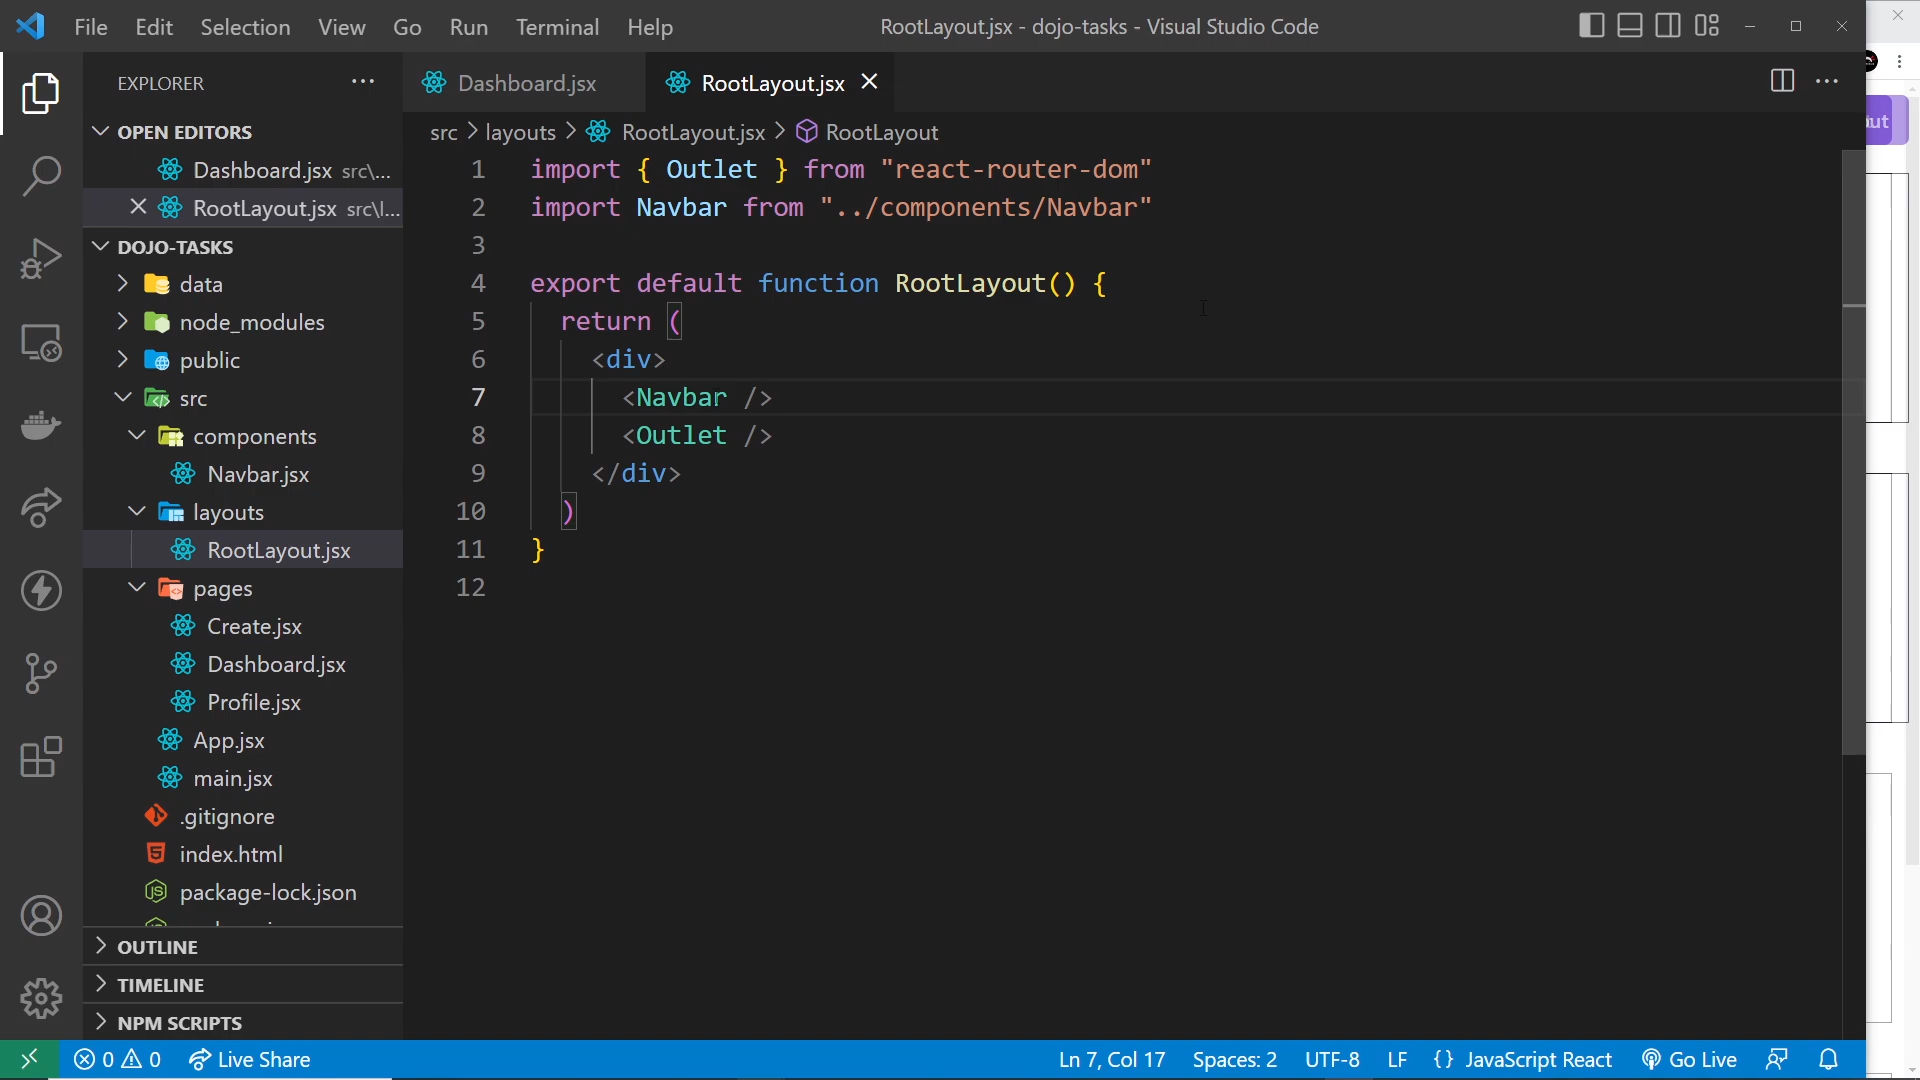 File Edit Selection View Go Run Terminal Help
RootLayout.jsx - dojo-tasks - Visual Studio Code
EXPLORER
OPEN EDITORS
Dashboard.jsx src\...
RootLayout.jsx src\l...
DOJO-TASKS
data
node_modules
public
src
components
Navbar.jsx
layouts
RootLayout.jsx
pages
Create.jsx
Dashboard.jsx
Profile.jsx
App.jsx
main.jsx
.gitignore
index.html
package-lock.json
OUTLINE
TIMELINE
NPM SCRIPTS
Dashboard.jsx RootLayout.jsx
src > layouts > RootLayout.jsx > RootLayout
1 import { Outlet } from "react-router-dom"
2 import Navbar from "../components/Navbar"
3
4 export default function RootLayout() {
5 return (
6 <div>
7 <Navbar />
8 <Outlet />
9 </div>
10 )
11 }
12
0 0 Live Share
Ln 7, Col 17 Spaces: 2 UTF-8 LF {} JavaScript React Go Live